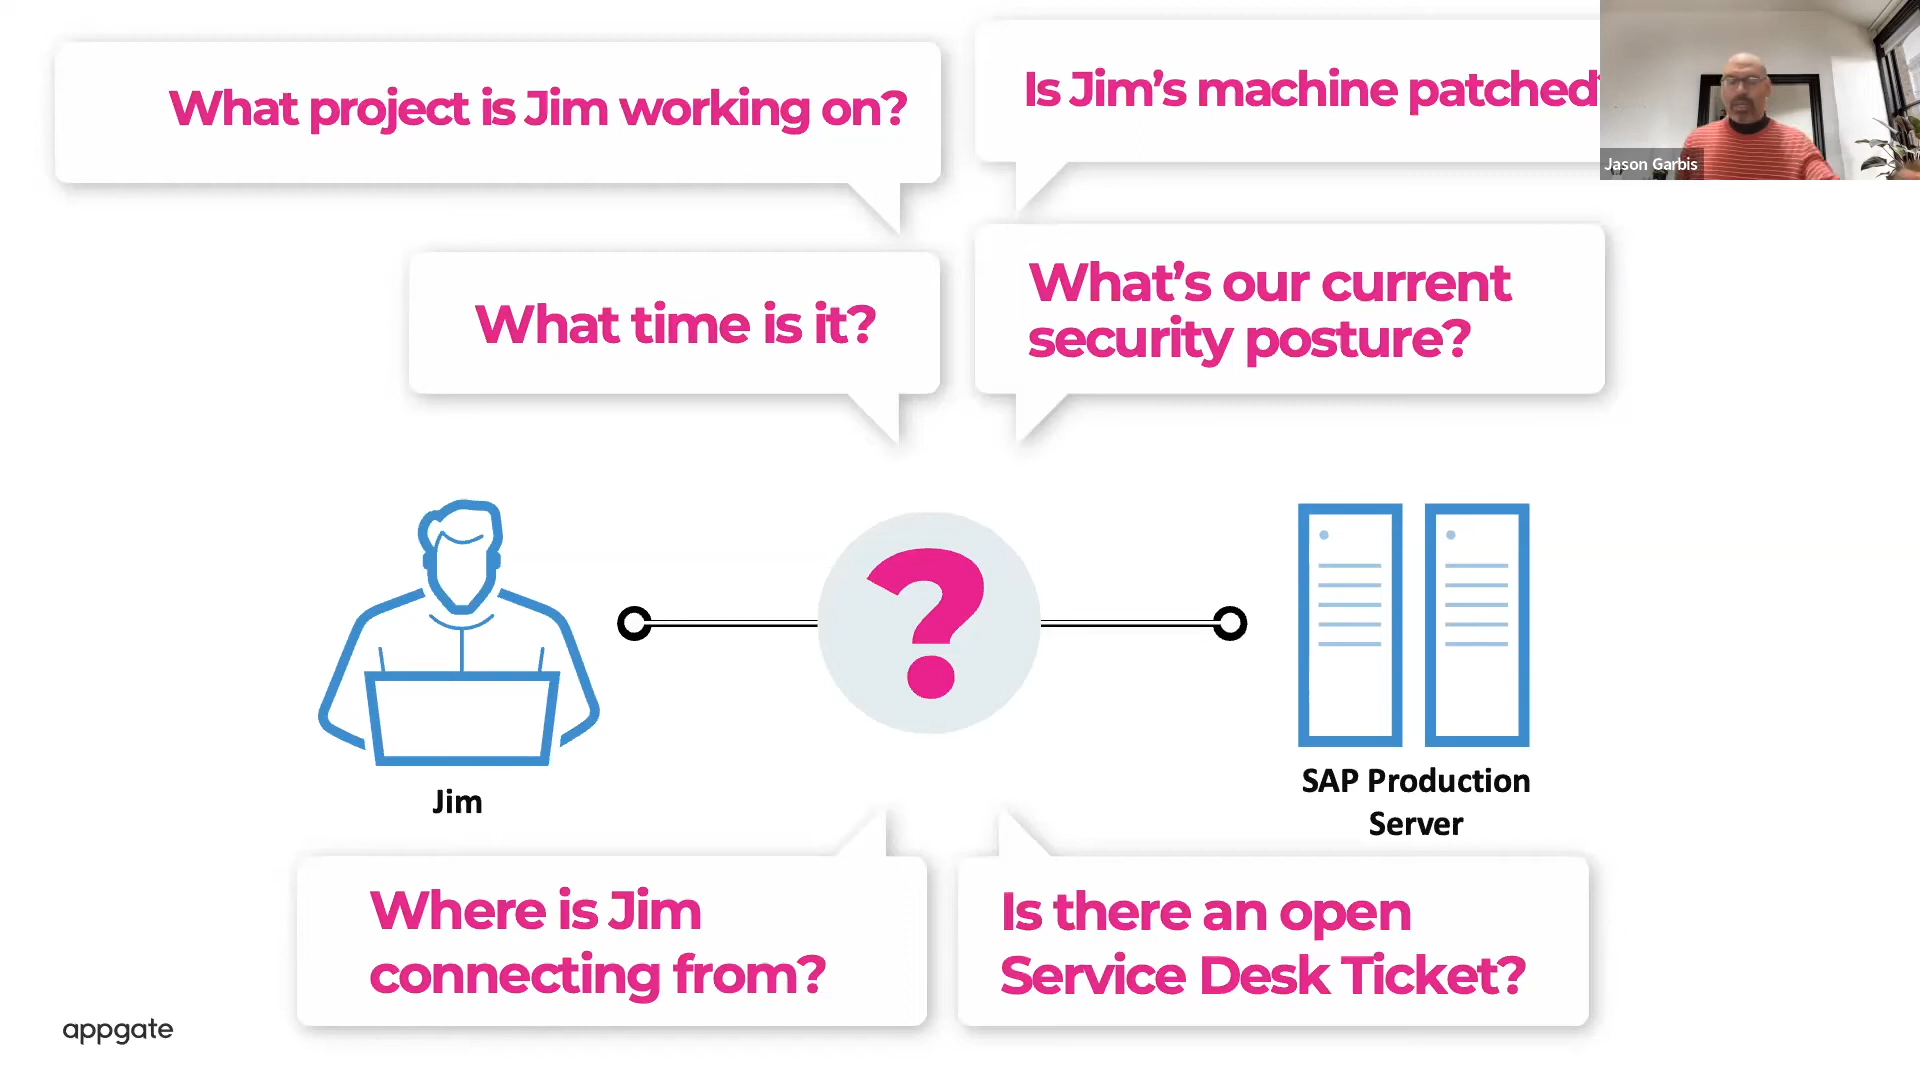 What project is Jim working on?
Is Jim's machine patched?
Jason Garbis
What time is it?
What's our current
security posture?
?
Jim
SAP Production
Server
Where is Jim
connecting from?
Is there an open
Service Desk Ticket?
appgate